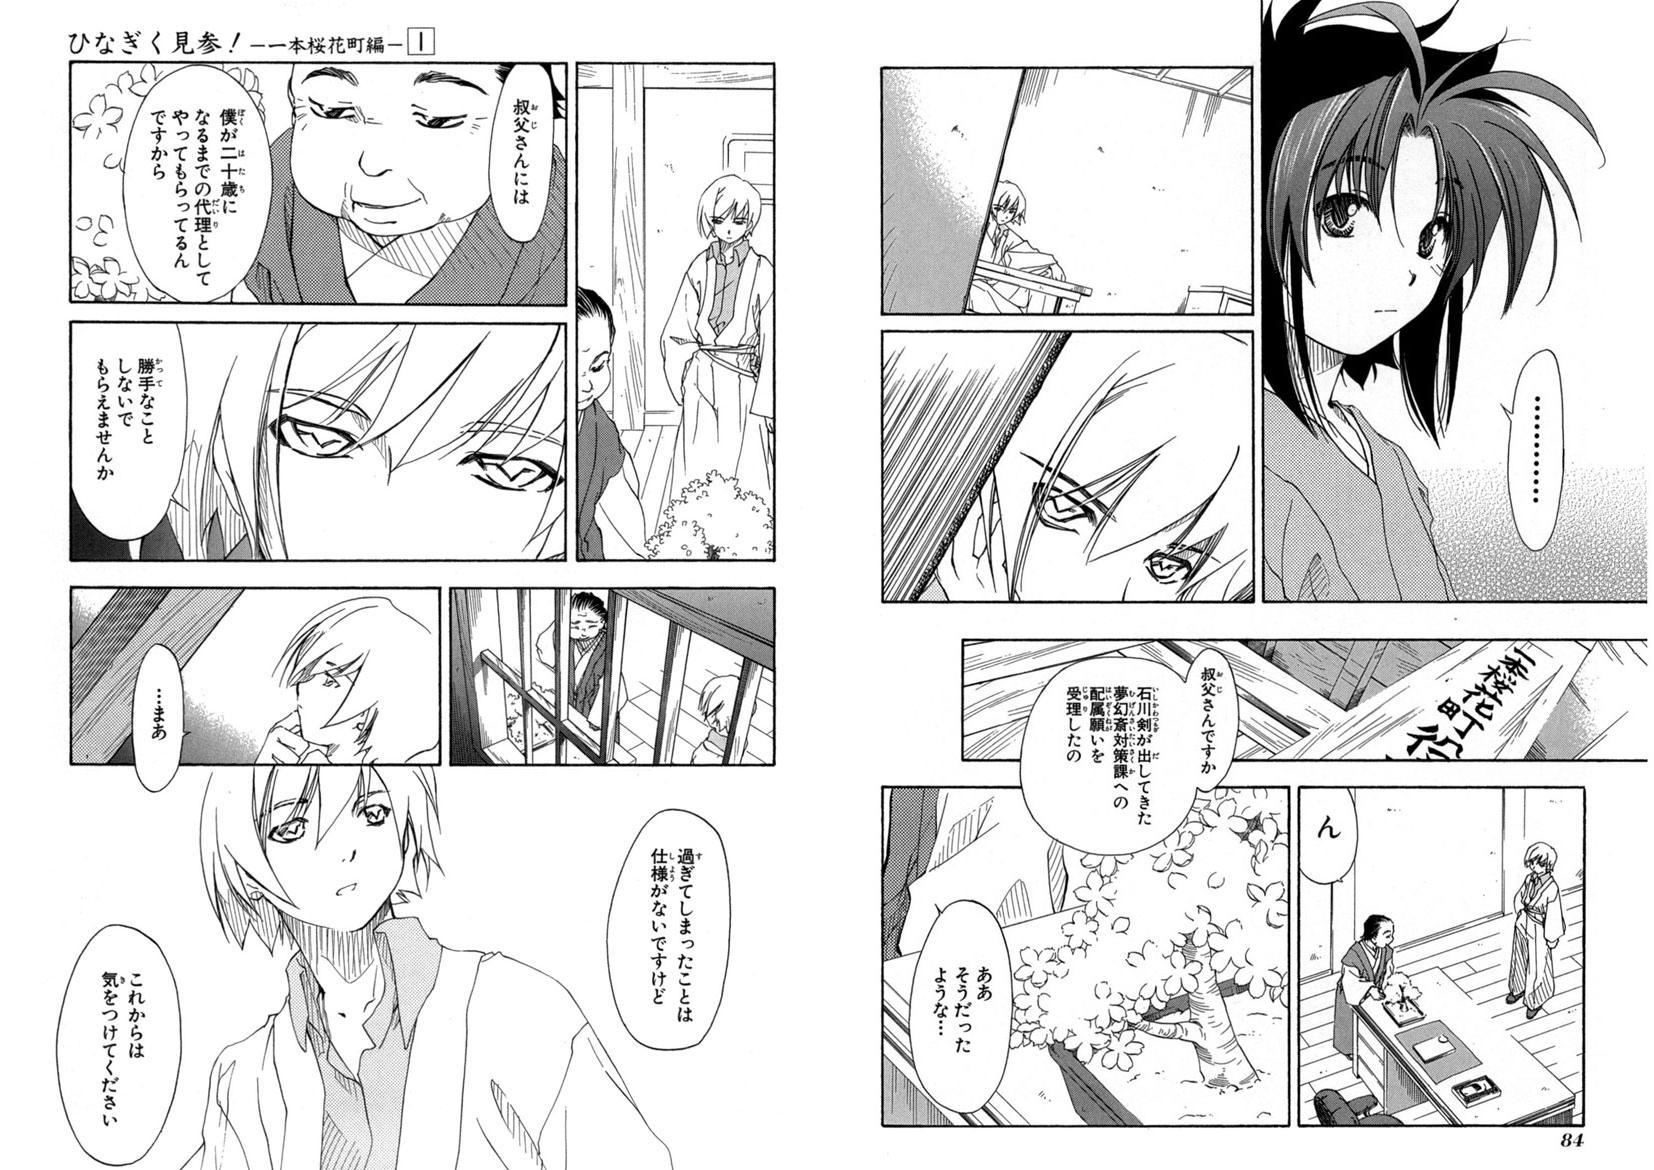 …………
一本桜花町役
叔父さんですか
石川剣が出してきた
夢幻斎対策課への
配属願いを
受理したの
ん
ああ
そうだった
ような…
84
ひなぎく見参！ー一本桜花町編ー1
叔父さんには
僕が二十歳に
なるまでの代理として
やってもらってるん
ですから
勝手なこと
しないで
もらえませんか
…まあ
過ぎてしまったことは
仕様がないですけど
これからは
気をつけてください